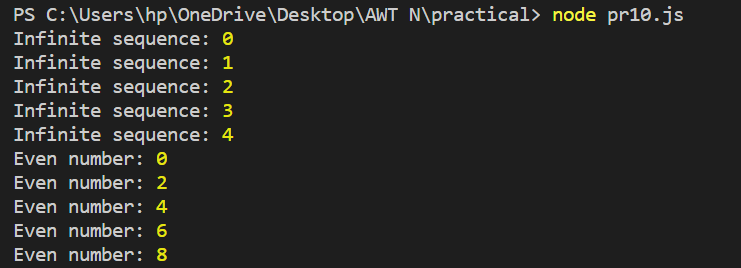 PS C:\Users\hp\OneDrive\Desktop\AWT N\practical> node pr10.js
Infinite sequence: 0
Infinite sequence: 1
Infinite sequence: 2
Infinite sequence: 3
Infinite sequence: 4
Even number: 0
Even number: 2
Even number: 4
Even number: 6
Even number: 8